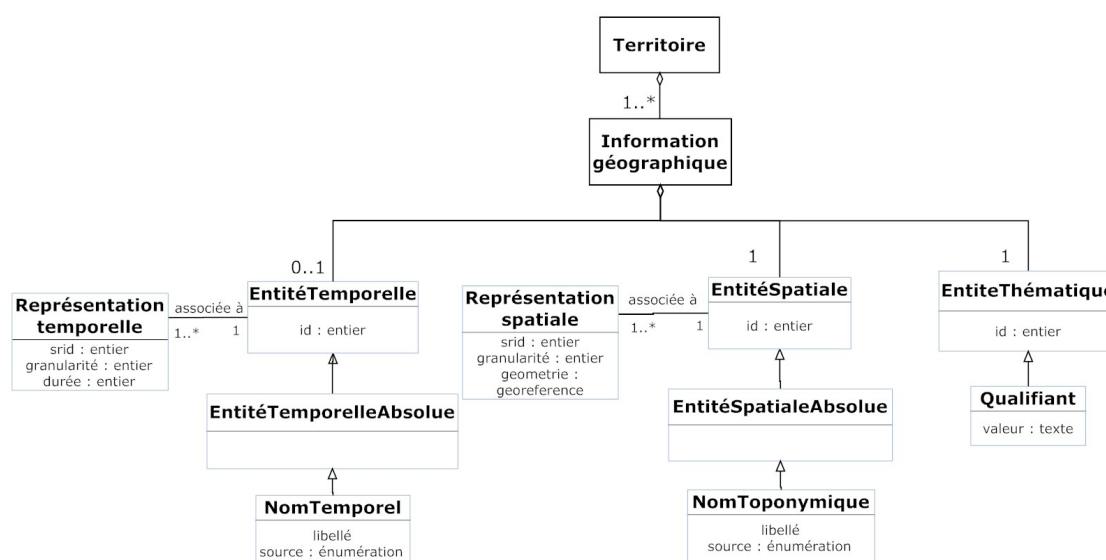 Territoire
1..*
Information
géographique
0..1
1
1
EntitéTemporelle
id : entier
Représentation
temporelle
srid : entier
granularité : entier
durée : entier
associée à
1..*
1
EntitéSpatiale
id : entier
Représentation
spatiale
srid : entier
granularité : entier
geometrie :
georeference
associée à
1..*
1
EntiteThématique
id : entier
EntitéTemporelleAbsolue
EntitéSpatialeAbsolue
Qualifiant
valeur : texte
NomTemporel
libellé
source : énumération
NomToponymique
libellé
source : énumération